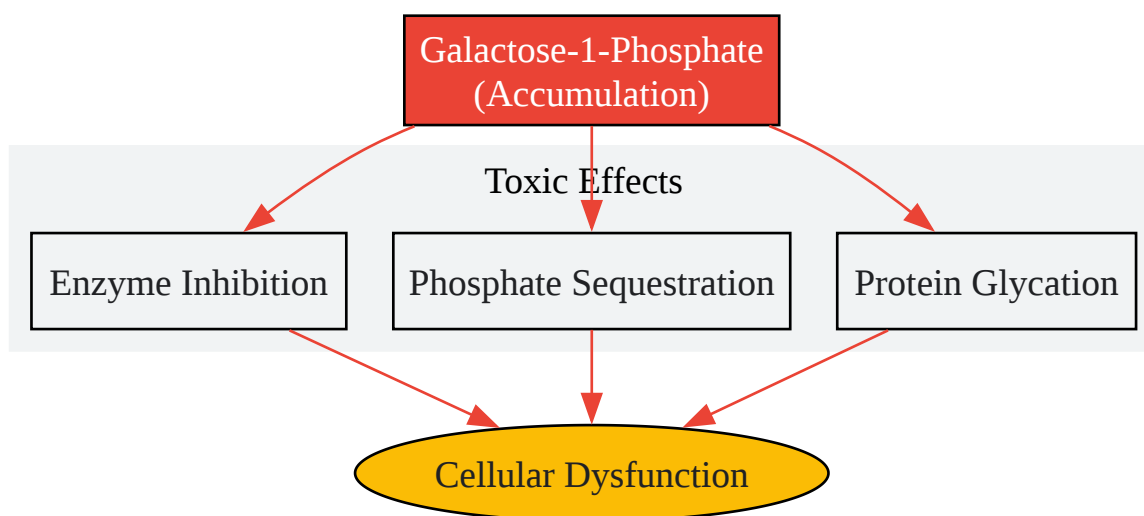 Galactose-1-Phosphate
(Accumulation)
Toxic Effects
Enzyme Inhibition
Phosphate Sequestration
Protein Glycation
Cellular Dysfunction